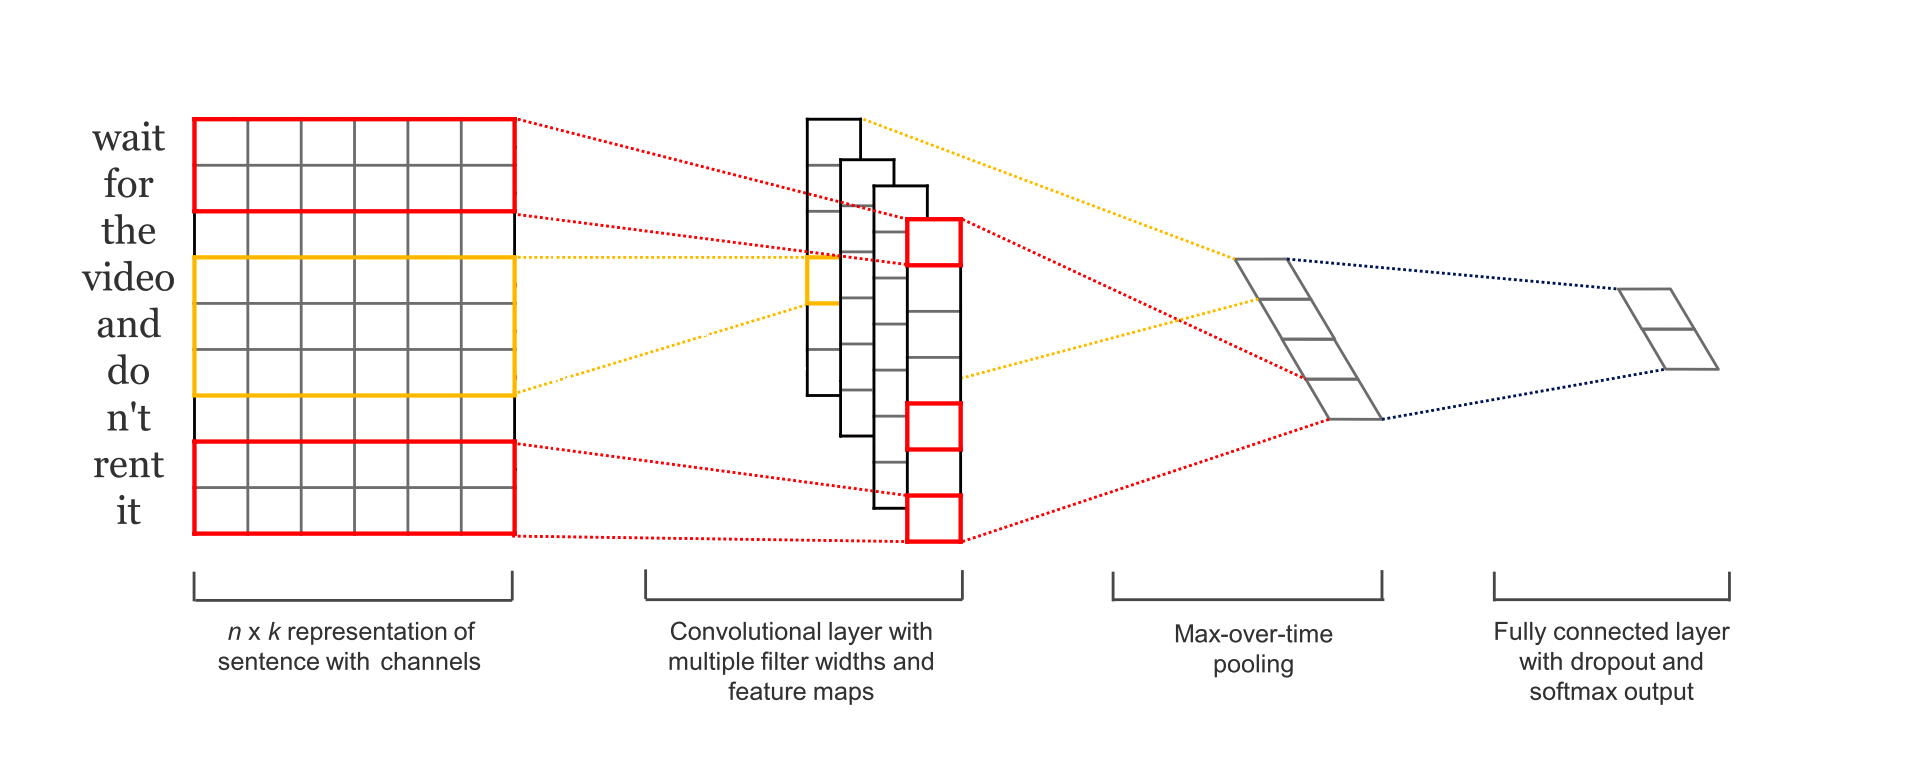 wait
for
the
video
and
do
n't
rent
it
n x k representation of
sentence with channels
Convolutional layer with
multiple filter widths and
feature maps
Max-over-time
pooling
Fully connected layer
with dropout and
softmax output